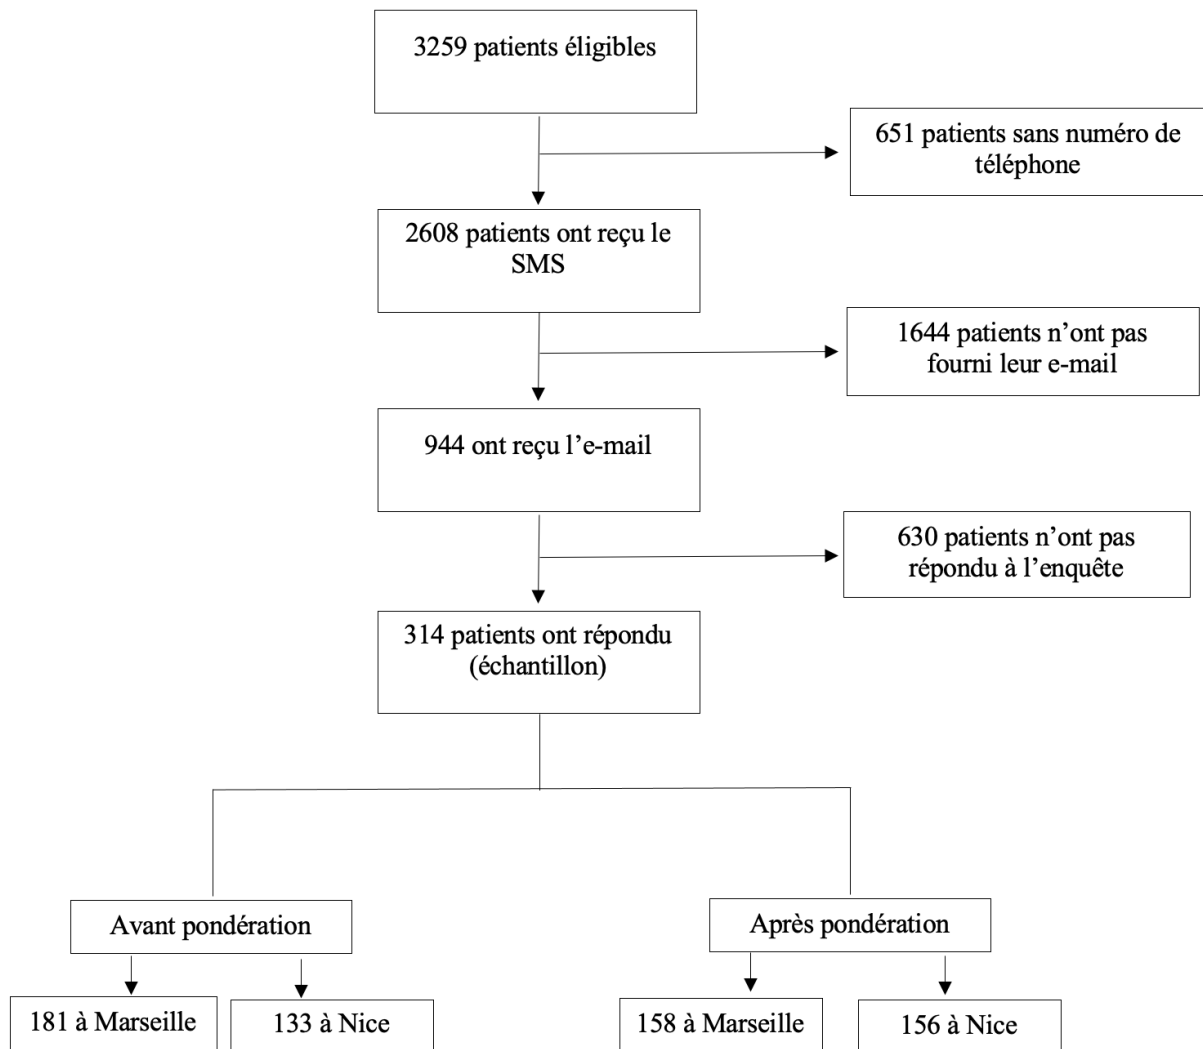 3259 patients éligibles
651 patients sans numéro de
téléphone
2608 patients ont reçu le
SMS
1644 patients n’ont pas
fourni leur e-mail
944 ont reçu l’e-mail
630 patients n’ont pas
répondu à l’enquête
314 patients ont répondu
(échantillon)
Avant pondération
Après pondération
181 à Marseille
133 à Nice
158 à Marseille
156 à Nice